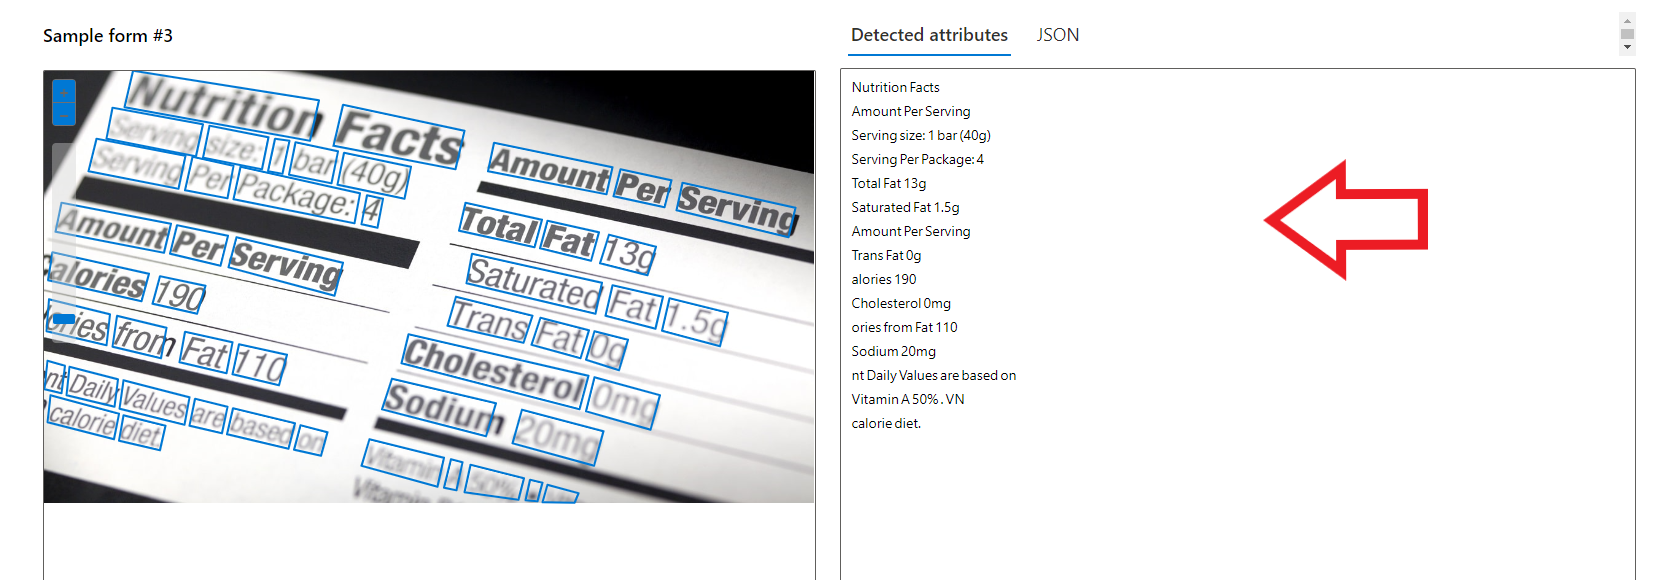 Sample form #3
Detected attributes
JSON
Nutrition Facts
Serving size: 1 bar (40g)
Serving Per Package: 4
Amount Per Serving
alories 190
ories from Fat 110
nt Daily Values are based on
calorie diet.
Amount Per Serving
Total Fat 13g
Saturated Fat 1.5g
Trans Fat 0g
Cholesterol 0mg
Sodium 20mg
Vitamin A 50% •
Vitamin
Nutrition Facts
Amount Per Serving
Serving size: 1 bar (40g)
Serving Per Package: 4
Total Fat 13g
Saturated Fat 1.5g
Amount Per Serving
Trans Fat 0g
alories 190
Cholesterol 0mg
ories from Fat 110
Sodium 20mg
nt Daily Values are based on
Vitamin A 50% . VN
calorie diet.